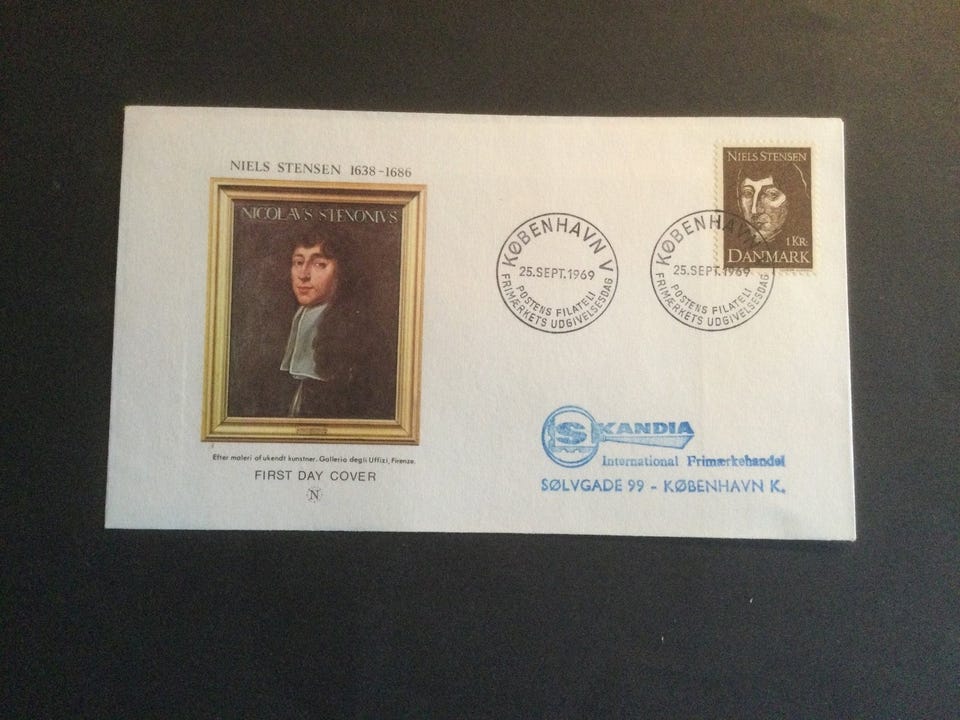 NIELS STENSEN 1638-1686
NICOLAVS STENONIVS
Efter maleri af ukendt kunstner. Galleria degli Uffizi, Firenze.
FIRST DAY COVER
N
KØBENHAVN V
25.SEPT.1969
POSTENS FILATELI
FRIMÆRKETS UDGIVELSESDAG
KØBENHAVN
25.SEPT.1969
POSTENS FILATELI
FRIMÆRKETS UDGIVELSESDAG
NIELS STENSEN
1 KR.
DANMARK
SKANDIA
International Frimærkehandel
SØLVGADE 99 - KØBENHAVN K.